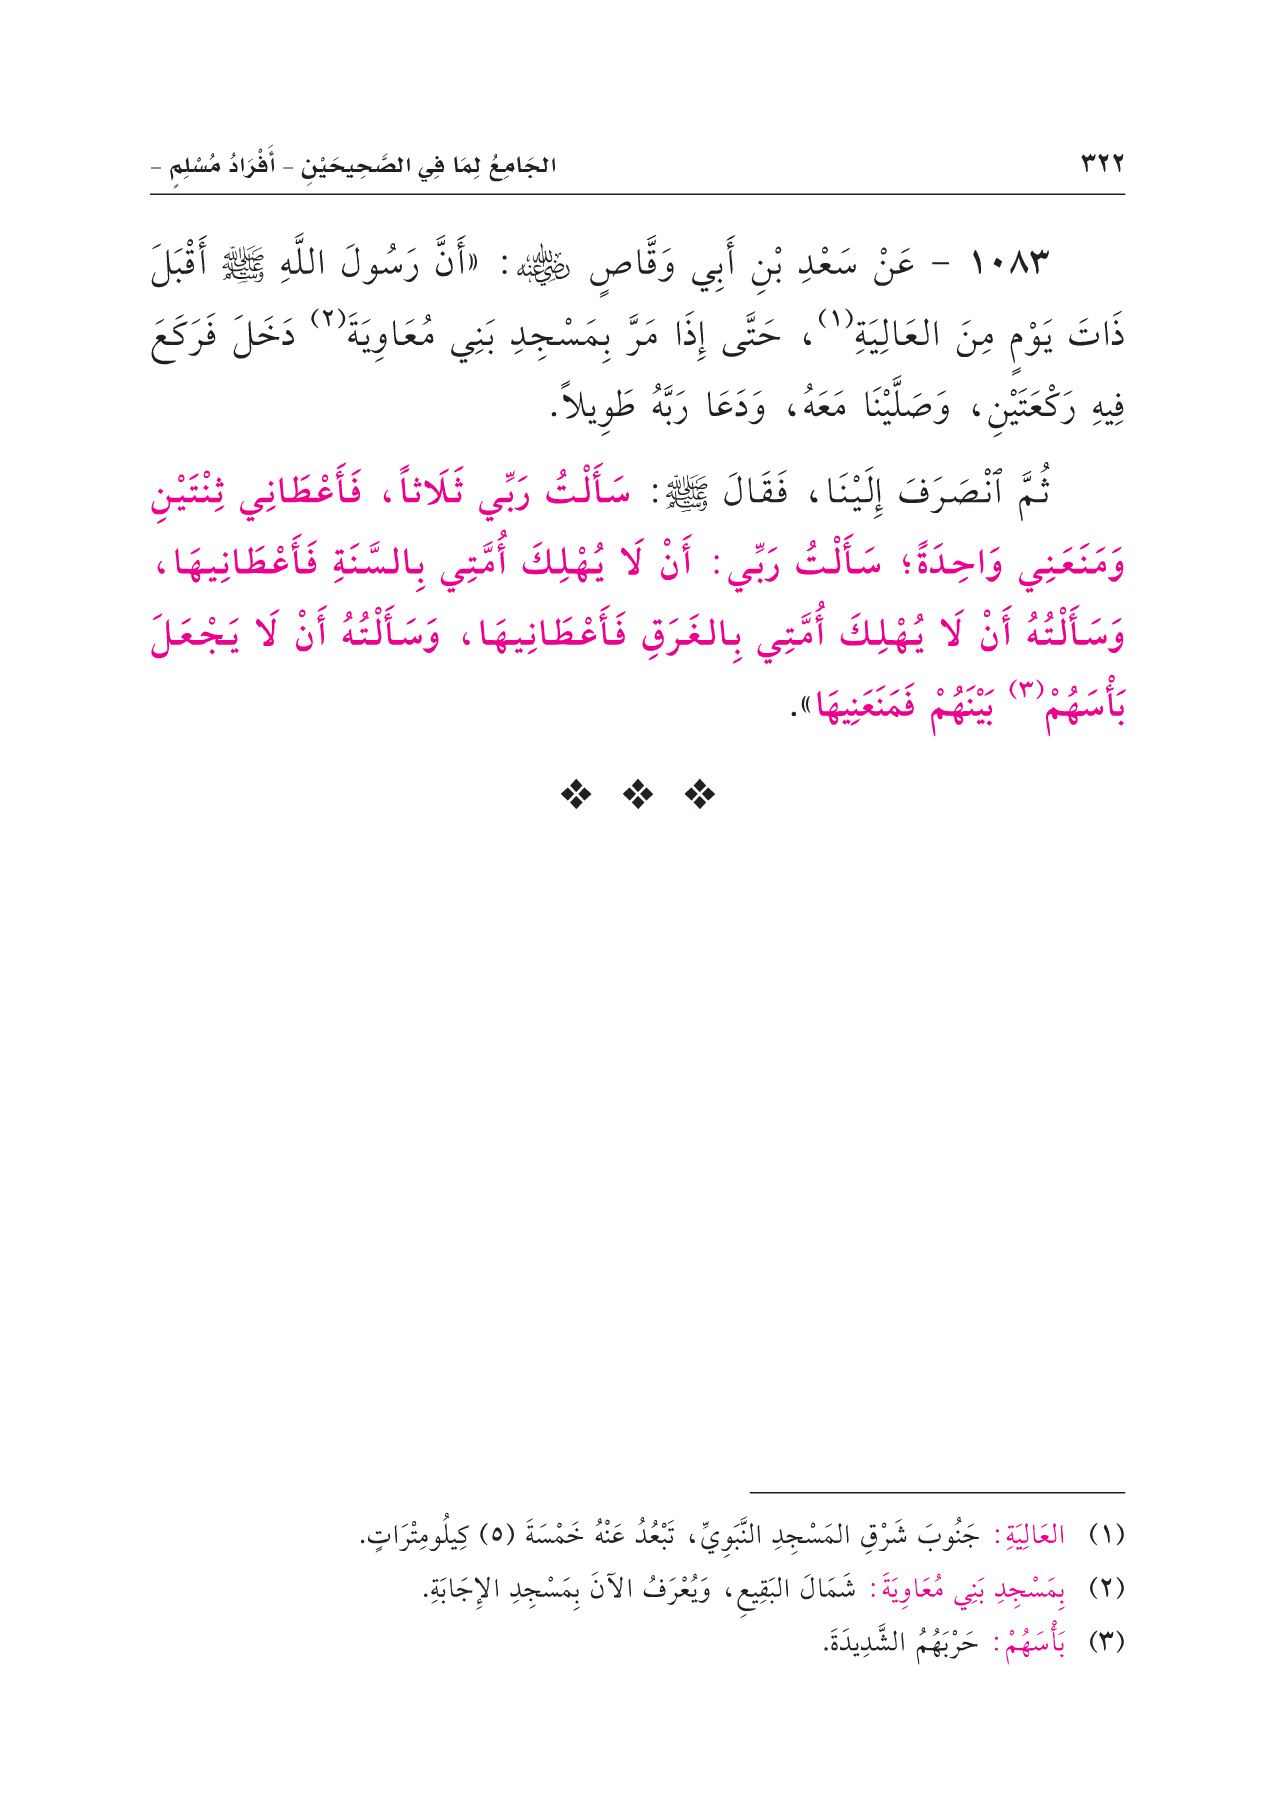 ٣٢٢
الجَامِعُ لِمَا فِي الصَّحِيحَيْنِ – أَفْرَادُ مُسْلِمٍ –
١٠٨٣ – عَنْ سَعْدِ بْنِ أَبِي وَقَّاصٍ رضي الله عنه: «أَنَّ رَسُولَ اللَّهِ ﷺ أَقْبَلَ
ذَاتَ يَوْمٍ مِنَ العَالِيَةِ(١)، حَتَّى إِذَا مَرَّ بِمَسْجِدِ بَنِي مُعَاوِيَةَ(٢) دَخَلَ فَرَكَعَ
فِيهِ رَكْعَتَيْنِ، وَصَلَّيْنَا مَعَهُ، وَدَعَا رَبَّهُ طَوِيلاً.
ثُمَّ ٱنْصَرَفَ إِلَيْنَا، فَقَالَ ﷺ: سَأَلْتُ رَبِّي ثَلَاثاً، فَأَعْطَانِي ثِنْتَيْنِ
وَمَنَعَنِي وَاحِدَةً؛ سَأَلْتُ رَبِّي: أَنْ لَا يُهْلِكَ أُمَّتِي بِالسَّنَةِ فَأَعْطَانِيهَا،
وَسَأَلْتُهُ أَنْ لَا يُهْلِكَ أُمَّتِي بِالغَرَقِ فَأَعْطَانِيهَا، وَسَأَلْتُهُ أَنْ لَا يَجْعَلَ
بَأْسَهُمْ(٣) بَيْنَهُمْ فَمَنَعَنِيهَا».
(١) العَالِيَةِ: جَنُوبَ شَرْقِ المَسْجِدِ النَّبَوِيِّ، تَبْعُدُ عَنْهُ خَمْسَةَ (٥) كِيلُومِتْرَاتٍ.
(٢) بِمَسْجِدِ بَنِي مُعَاوِيَةَ: شَمَالَ البَقِيعِ، وَيُعْرَفُ الآنَ بِمَسْجِدِ الإِجَابَةِ.
(٣) بَأْسَهُمْ: حَرْبَهُمُ الشَّدِيدَةَ.